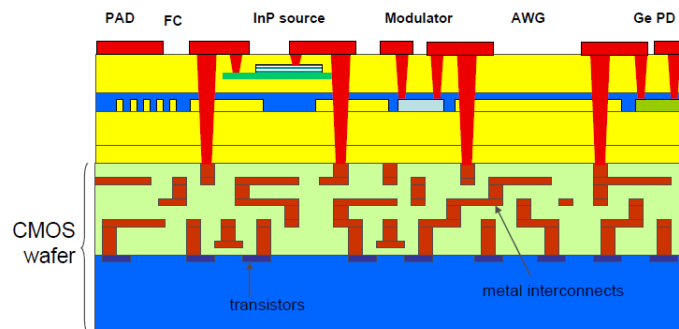 PAD FC InP source Modulator AWG Ge PD
CMOS
wafer
transistors
metal interconnects